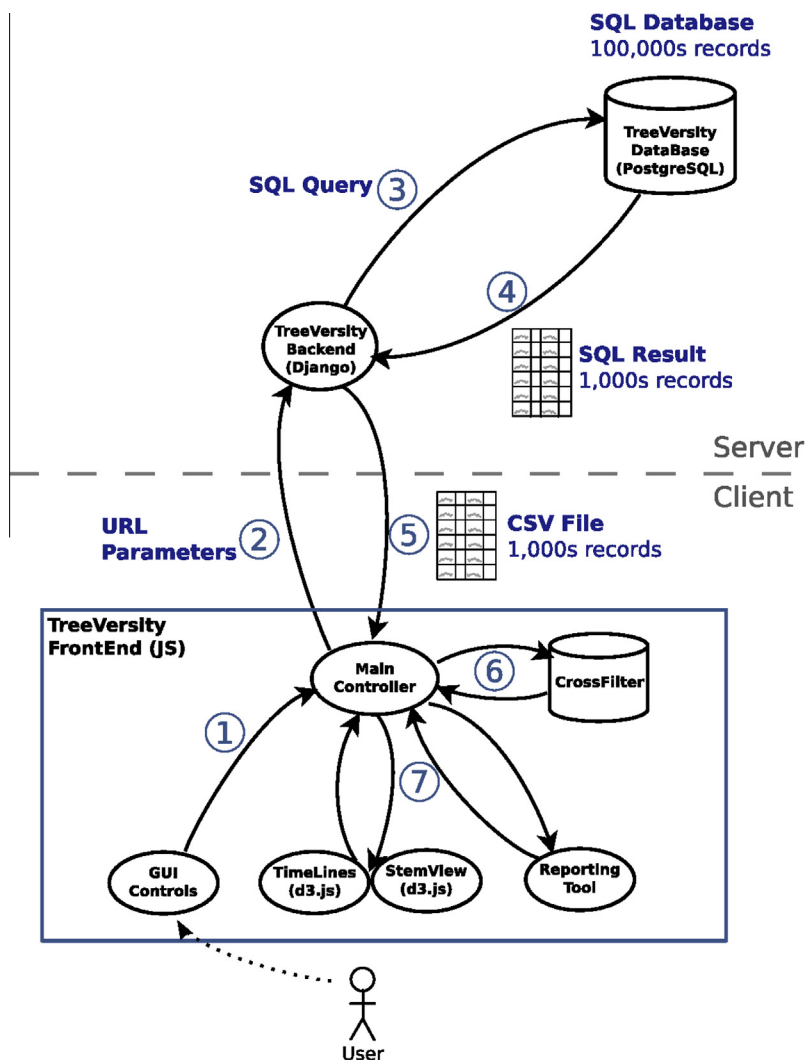 SQL Database
100,000s records
TreeVersity
DataBase
(PostgreSQL)
SQL Query
3
4
TreeVersity
Backend
(Django)
SQL Result
1,000s records
Server
Client
URL
Parameters
2
5
CSV File
1,000s records
TreeVersity
FrontEnd (JS)
Main
Controller
6
CrossFilter
1
7
GUI
Controls
TimeLines
(d3.js)
StemView
(d3.js)
Reporting
Tool
User